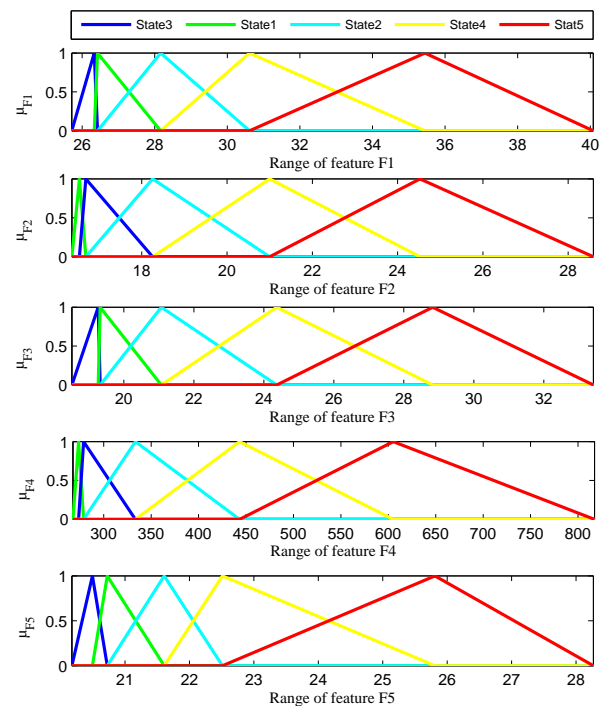 State3 State1 State2 State4 Stat5
1
0.5
0
μF1
26 28 30 32 34 36 38 40
Range of feature F1
1
0.5
0
μF2
18 20 22 24 26 28
Range of feature F2
1
0.5
0
μF3
20 22 24 26 28 30 32
Range of feature F3
1
0.5
0
μF4
300 350 400 450 500 550 600 650 700 750 800
Range of feature F4
1
0.5
0
μF5
21 22 23 24 25 26 27 28
Range of feature F5